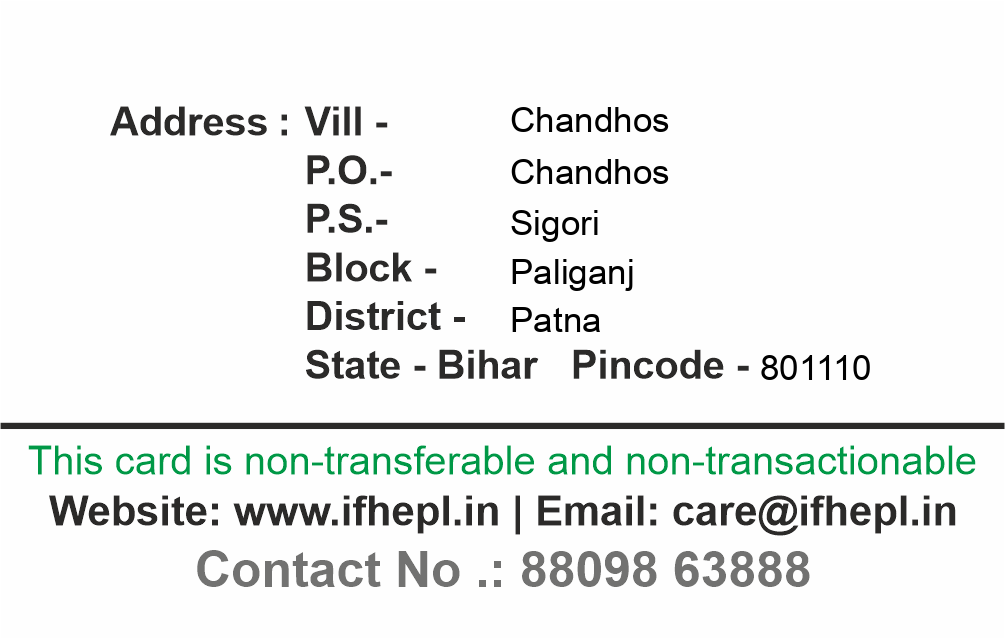 Address : Vill - Chandhos
P.O.- Chandhos
P.S.- Sigori
Block - Paliganj
District - Patna
State - Bihar Pincode - 801110
This card is non-transferable and non-transactionable
Website: www.ifhepl.in | Email: care@ifhepl.in
Contact No .: 88098 63888